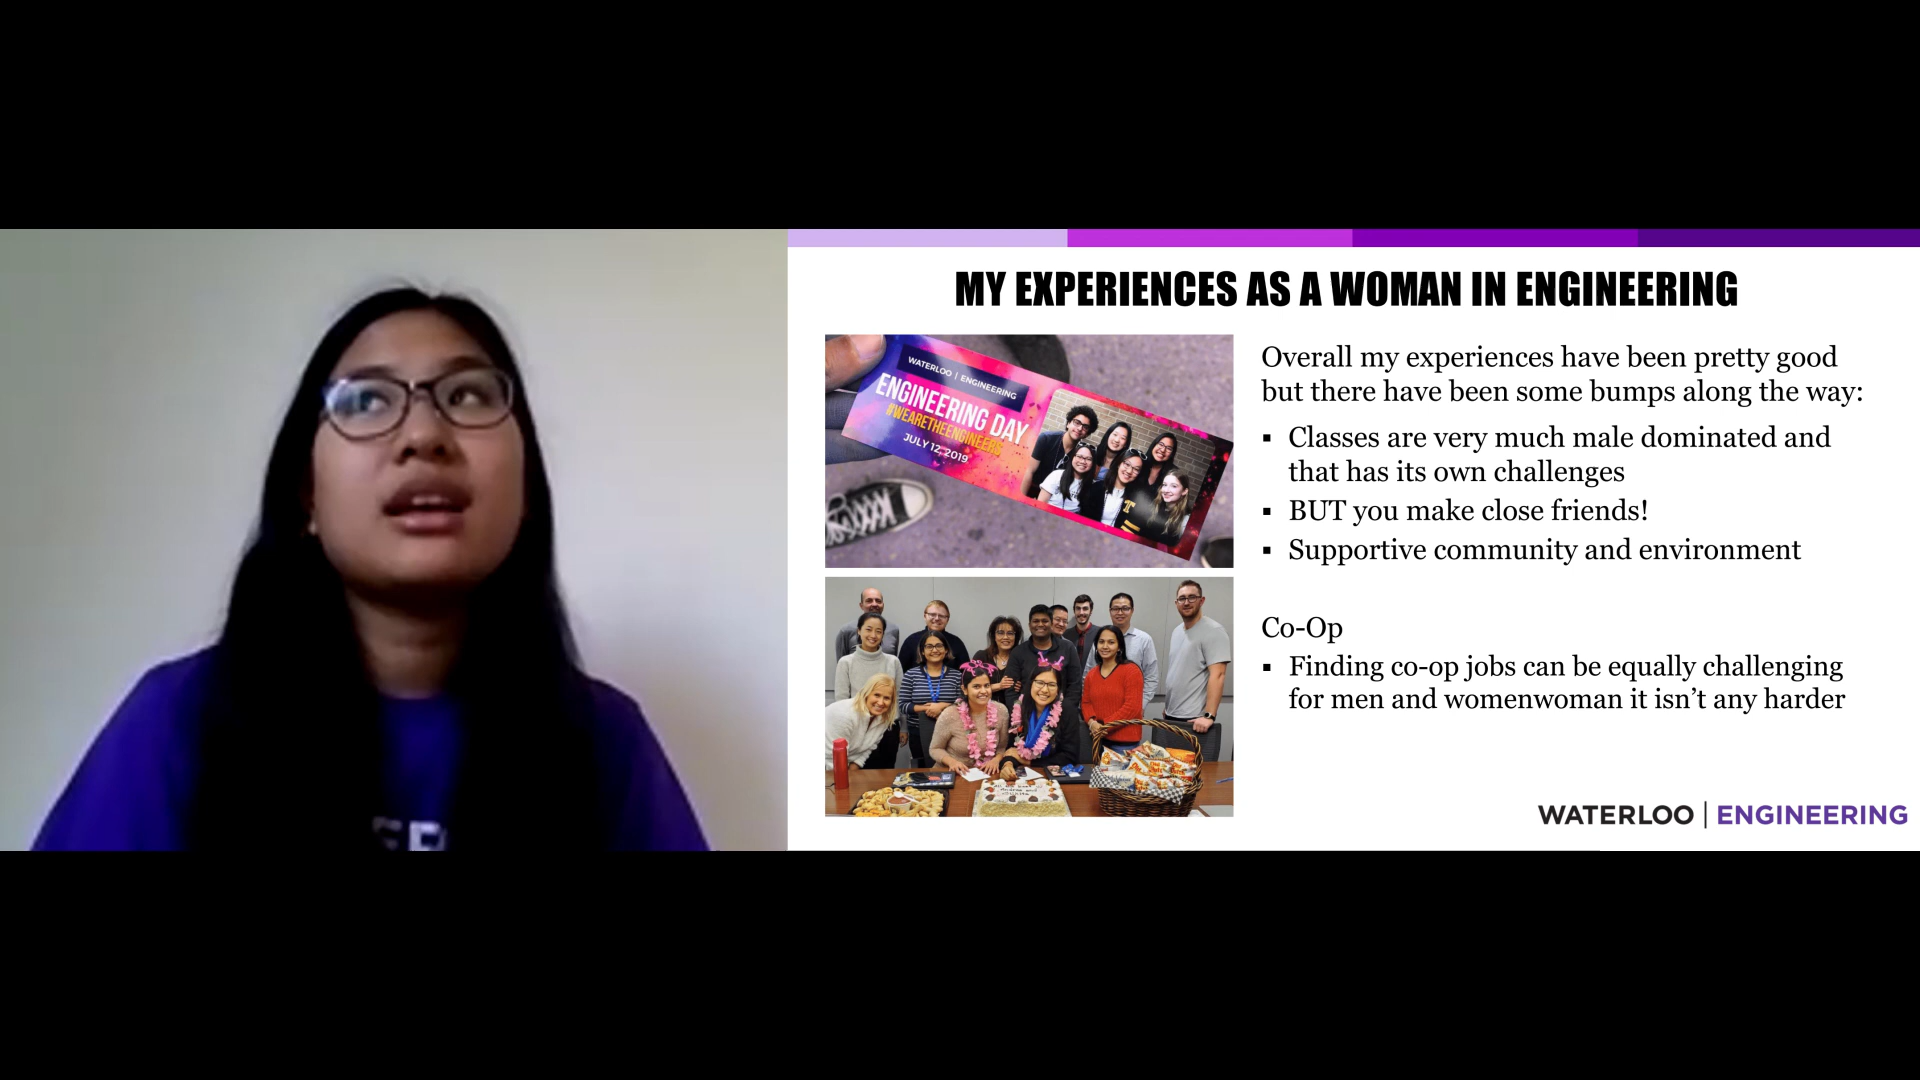 MY EXPERIENCES AS A WOMAN IN ENGINEERING
WATERLOO | ENGINEERING
ENGINEERING DAY
#WEARETHEENGINEERS
JULY 12, 2019
Overall my experiences have been pretty good
but there have been some bumps along the way:
▪ Classes are very much male dominated and
that has its own challenges
▪ BUT you make close friends!
▪ Supportive community and environment
Co-Op
▪ Finding co-op jobs can be equally challenging
for men and womenwoman it isn’t any harder
WATERLOO | ENGINEERING